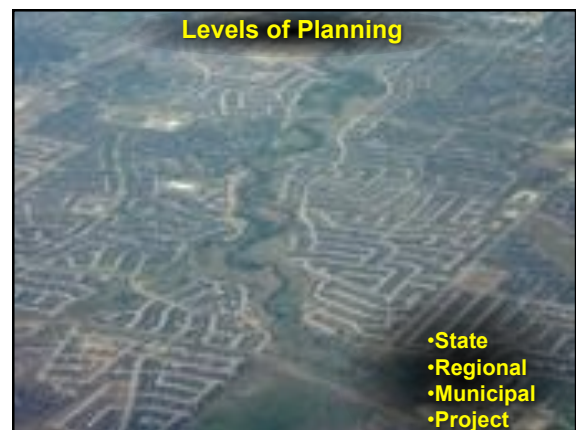 Levels of Planning
•State
•Regional
•Municipal
•Project